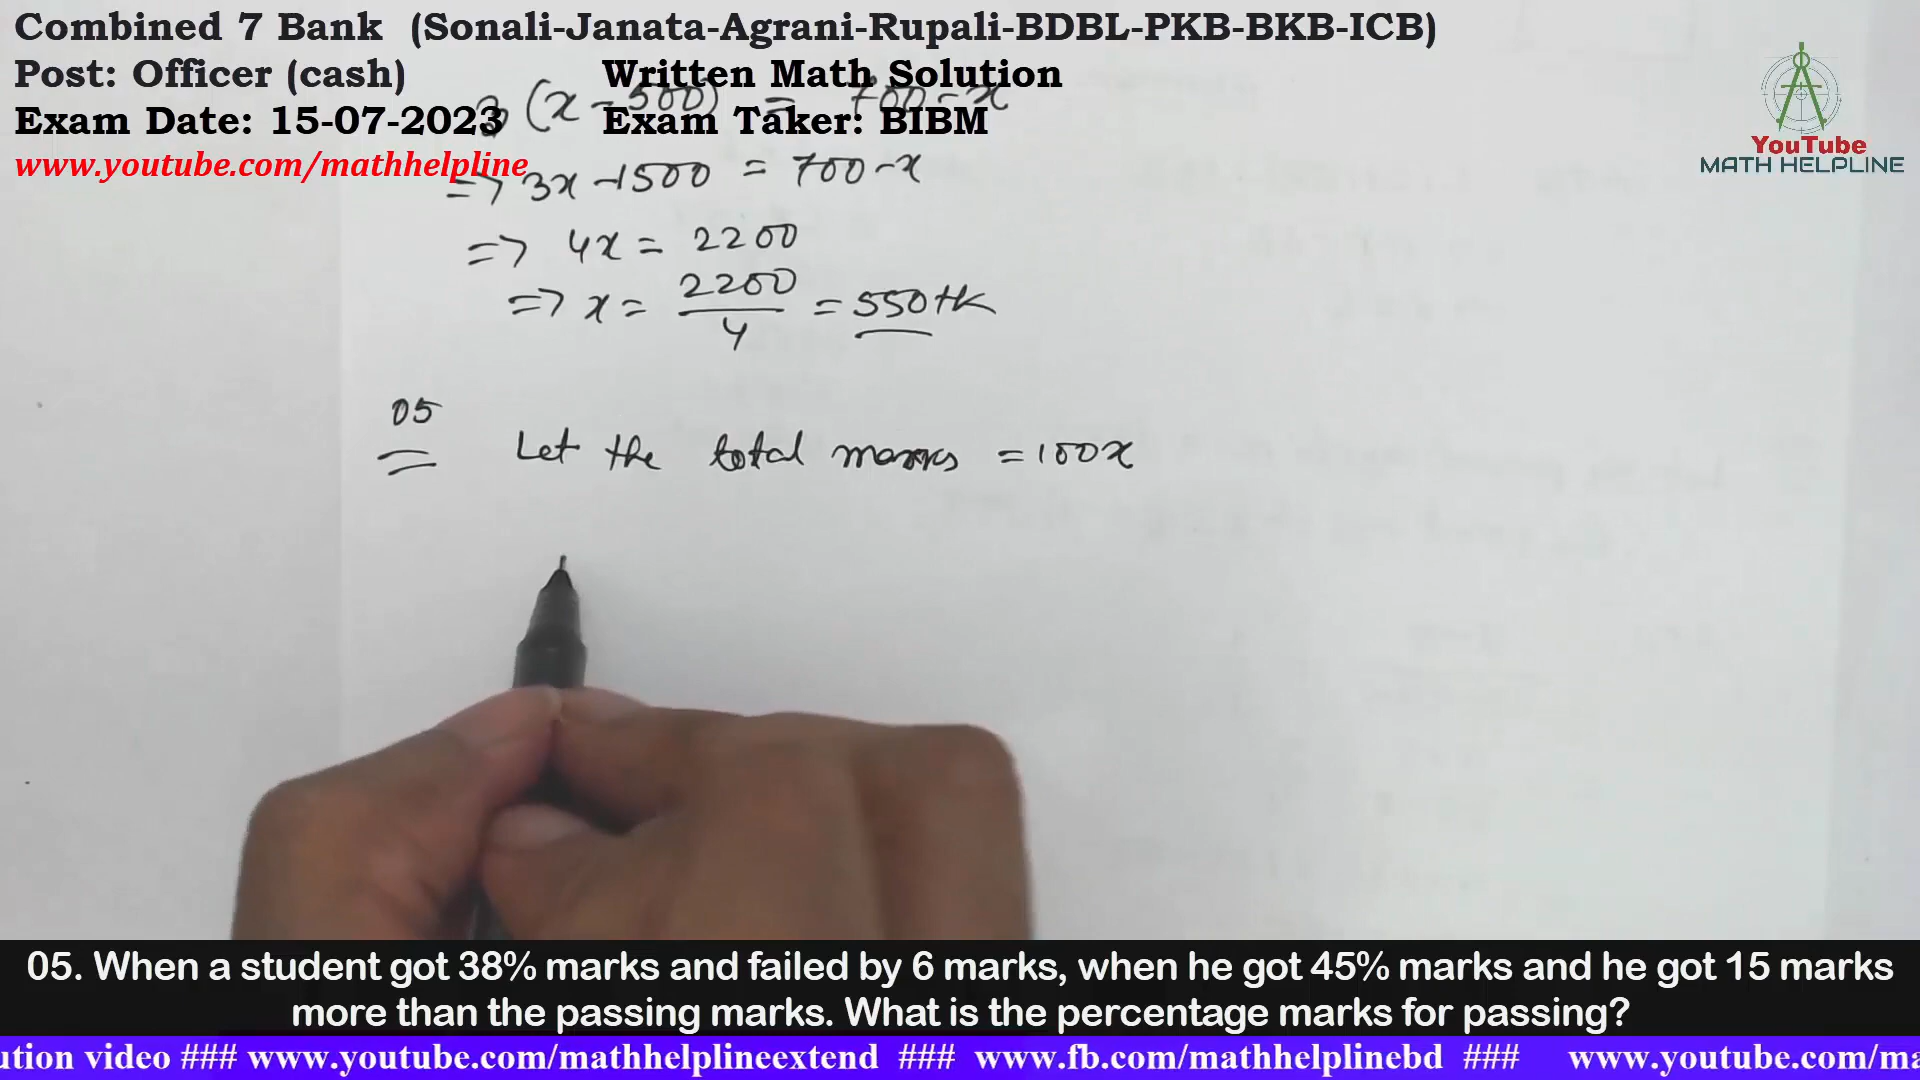 Combined 7 Bank (Sonali-Janata-Agrani-Rupali-BDBL-PKB-BKB-ICB)
Post: Officer (cash) Written Math Solution
Exam Date: 15-07-2023 Exam Taker: BIBM
www.youtube.com/mathhelpline
YouTube
MATH HELPLINE
3(x-500) = 700-x
=> 3x-1500 = 700-x
=> 4x = 2200
=> x = 2200/4 = 550tk
05
Let the total marks = 100x
05. When a student got 38% marks and failed by 6 marks, when he got 45% marks and he got 15 marks
more than the passing marks. What is the percentage marks for passing?
ution video ### www.youtube.com/mathhelplineextend ### www.fb.com/mathhelplinebd ### www.youtube.com/ma